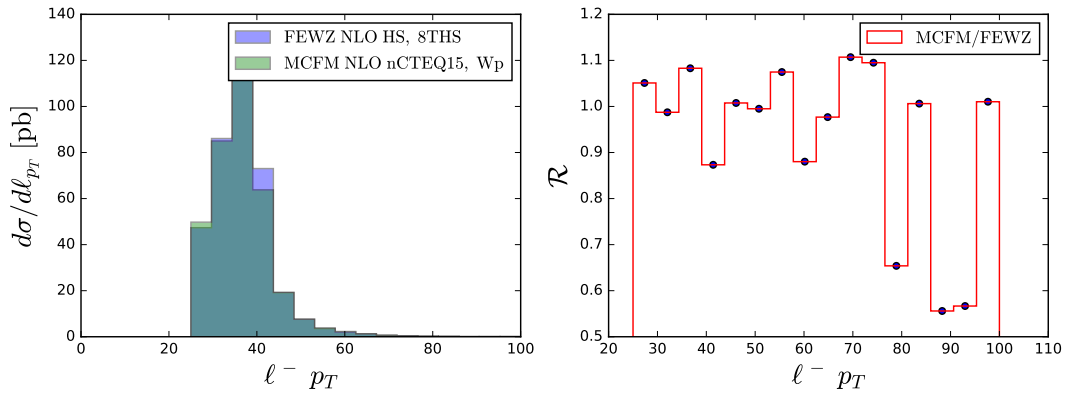 140
120
100
80
60
40
20
0
dσ/dℓ_{p_T} [pb]
FEWZ NLO HS, 8THS
MCFM NLO nCTEQ15, Wp
0 20 40 60 80 100
ℓ⁻ p_T
1.2
1.1
1.0
0.9
0.8
0.7
0.6
0.5
ℛ
MCFM/FEWZ
20 30 40 50 60 70 80 90 100 110
ℓ⁻ p_T